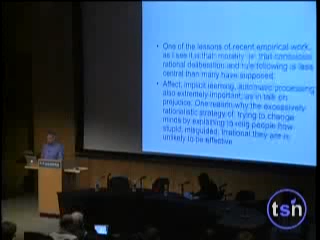 • One of the lessons of recent empirical work,
as I see it is that morality is that conscious
rational deliberation and rule following is less
central than many have supposed.
• Affect, implicit learning, automatic processing
also extremely important, as in talk on
prejudice. One reason why the excessively
rationalistic strategy of trying to change
minds by explaining to relig people how
stupid, misguided, irrational they are is
unlikely to be effective
tsn